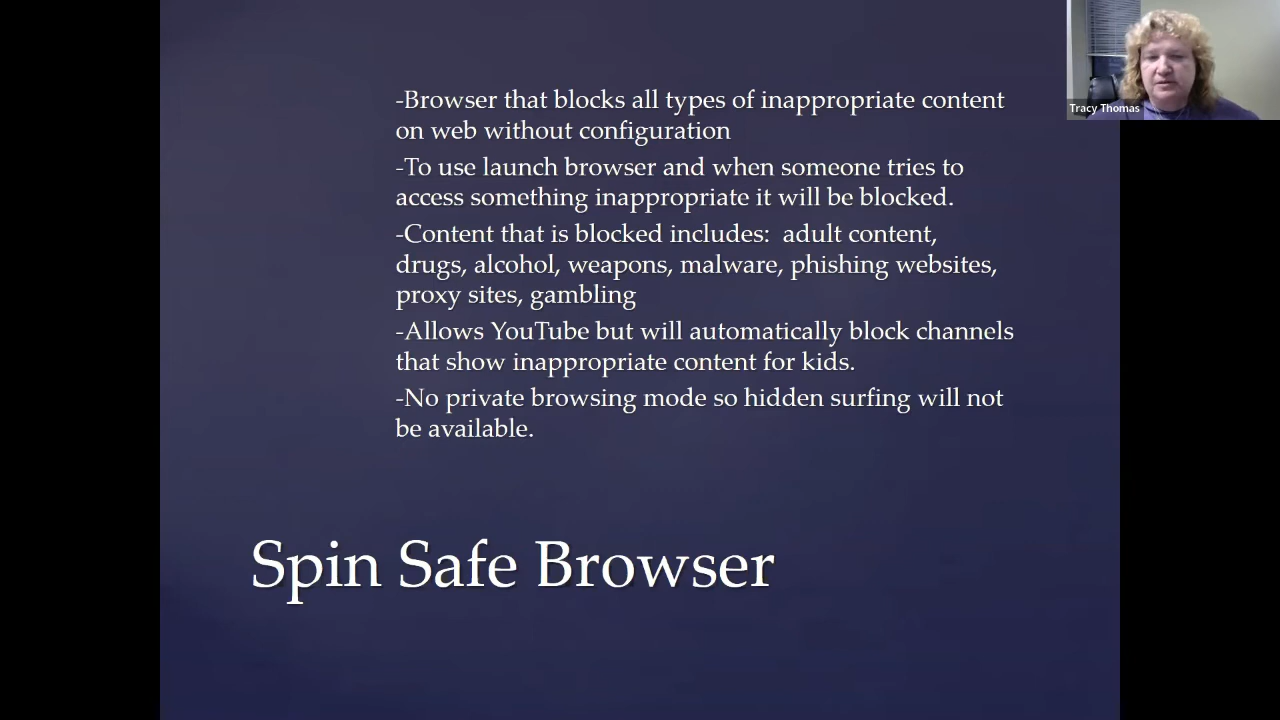 -Browser that blocks all types of inappropriate content
on web without configuration
-To use launch browser and when someone tries to
access something inappropriate it will be blocked.
-Content that is blocked includes:  adult content,
drugs, alcohol, weapons, malware, phishing websites,
proxy sites, gambling
-Allows YouTube but will automatically block channels
that show inappropriate content for kids.
-No private browsing mode so hidden surfing will not
be available.
Spin Safe Browser
Tracy Thomas